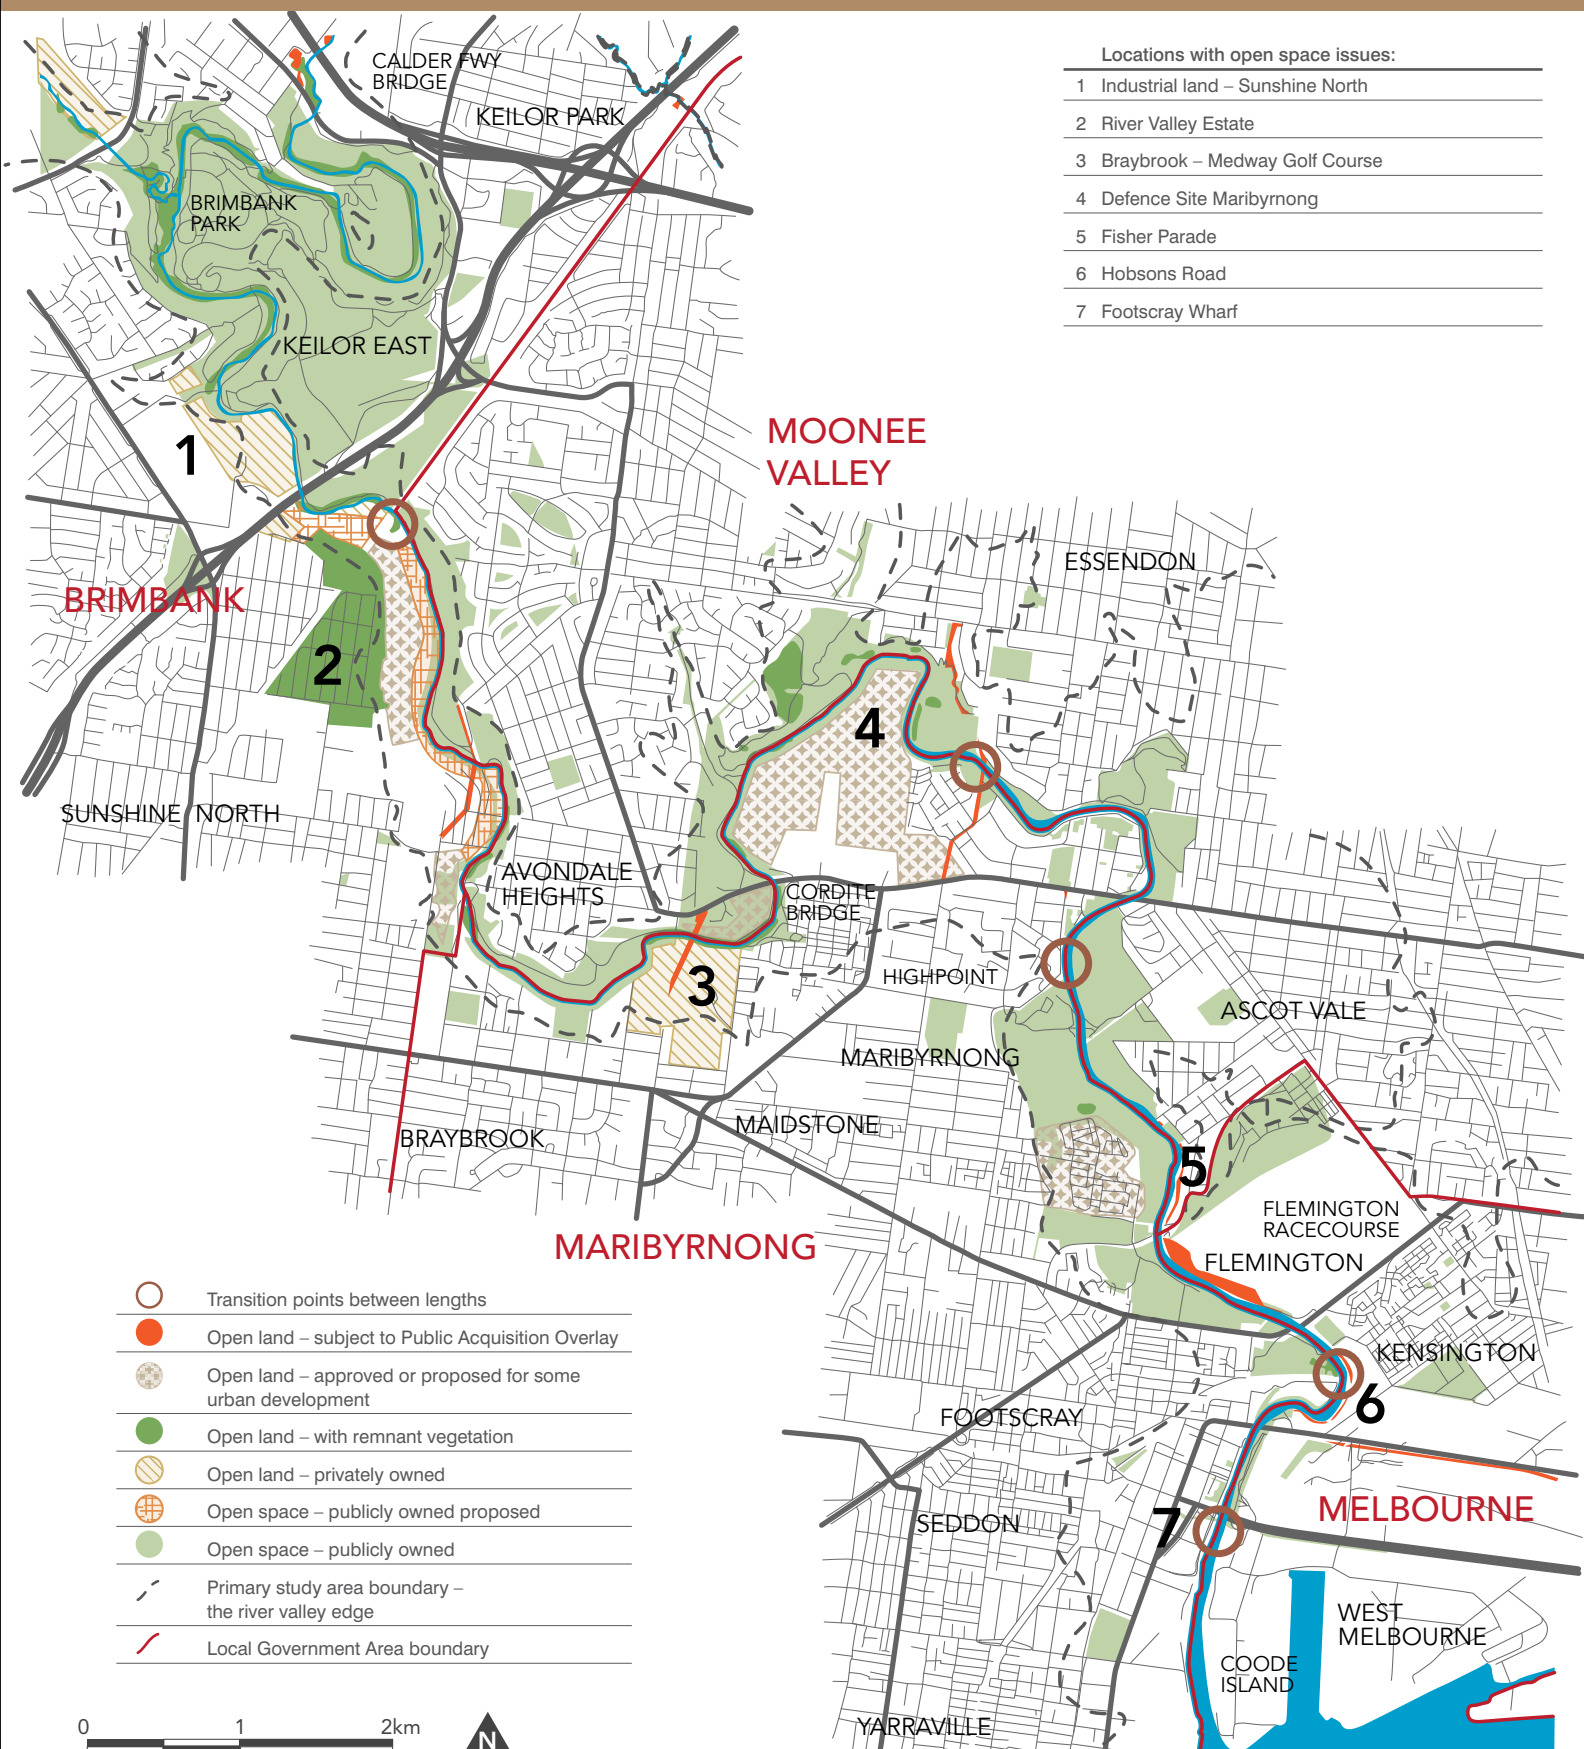 CALDER FWY
BRIDGE
KEILOR PARK
Locations with open space issues:
1 Industrial land – Sunshine North
2 River Valley Estate
3 Braybrook – Medway Golf Course
4 Defence Site Maribyrnong
5 Fisher Parade
6 Hobsons Road
7 Footscray Wharf
BRIMBANK
PARK
KEILOR EAST
1
MOONEE
VALLEY
ESSENDON
BRIMBANK
2
4
SUNSHINE NORTH
AVONDALE
HEIGHTS
CORDITE
BRIDGE
3
HIGHPOINT
ASCOT VALE
MARIBYRNONG
MAIDSTONE
BRAYBROOK
5
FLEMINGTON
RACECOURSE
FLEMINGTON
MARIBYRNONG
KENSINGTON
6
FOOTSCRAY
MELBOURNE
SEDDON
7
WEST
MELBOURNE
COODE
ISLAND
YARRAVILLE
Transition points between lengths
Open land – subject to Public Acquisition Overlay
Open land – approved or proposed for some
urban development
Open land – with remnant vegetation
Open land – privately owned
Open space – publicly owned proposed
Open space – publicly owned
Primary study area boundary –
the river valley edge
Local Government Area boundary
0 1 2km
N